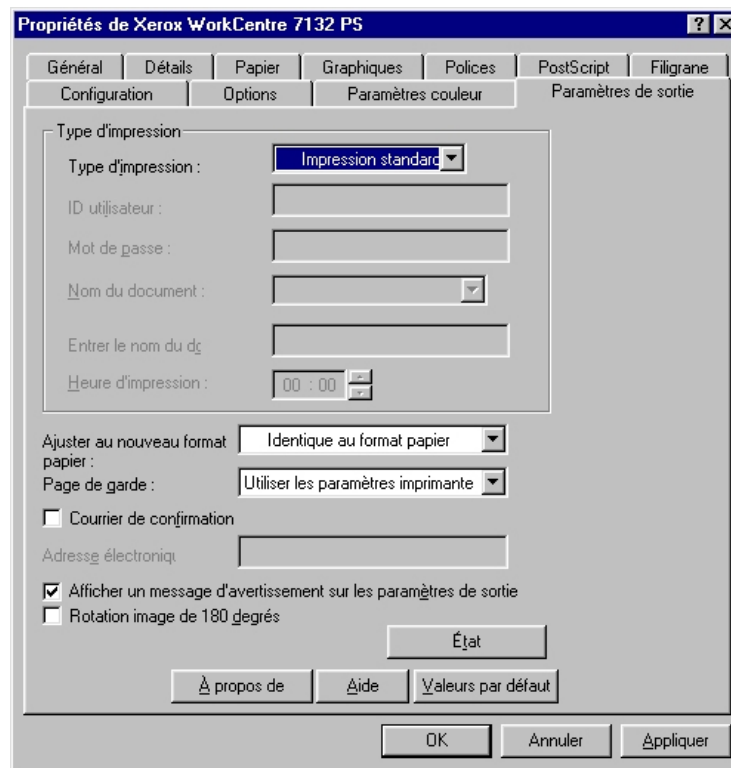 Propriétés de Xerox WorkCentre 7132 PS
Général Détails Papier Graphiques Polices PostScript Filigrane
Configuration Options Paramètres couleur Paramètres de sortie
Type d'impression
Type d'impression : Impression standard
ID utilisateur :
Mot de passe :
Nom du document :
Entrer le nom du dc
Heure d'impression : 00 : 00
Ajuster au nouveau format Identique au format papier
papier :
Page de garde : Utiliser les paramètres imprimante
Courrier de confirmation
Adresse électroniqu
Afficher un message d'avertissement sur les paramètres de sortie
Rotation image de 180 degrés
État
À propos de Aide Valeurs par défaut
OK Annuler Appliquer